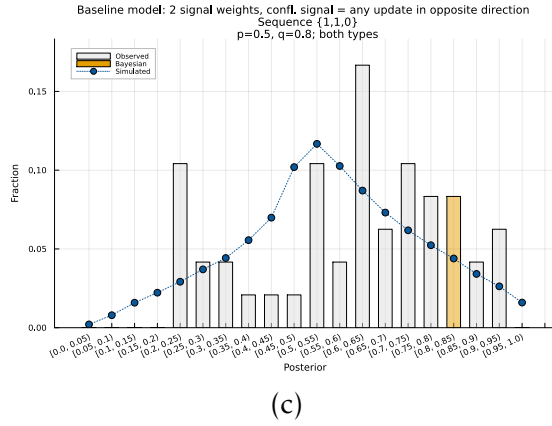 Baseline model: 2 signal weights, confl. signal = any update in opposite direction
Sequence {1,1,0}
p=0.5, q=0.8; both types
Observed
Bayesian
Simulated
Fraction
0.15
0.10
0.05
0.00
[0.0, 0.05)
[0.05, 0.1)
[0.1, 0.15)
[0.15, 0.2)
[0.2, 0.25)
[0.25, 0.3)
[0.3, 0.35)
[0.35, 0.4)
[0.4, 0.45)
[0.45, 0.5)
[0.5, 0.55)
[0.55, 0.6)
[0.6, 0.65)
[0.65, 0.7)
[0.7, 0.75)
[0.75, 0.8)
[0.8, 0.85)
[0.85, 0.9)
[0.9, 0.95)
[0.95, 1.0)
Posterior
(c)